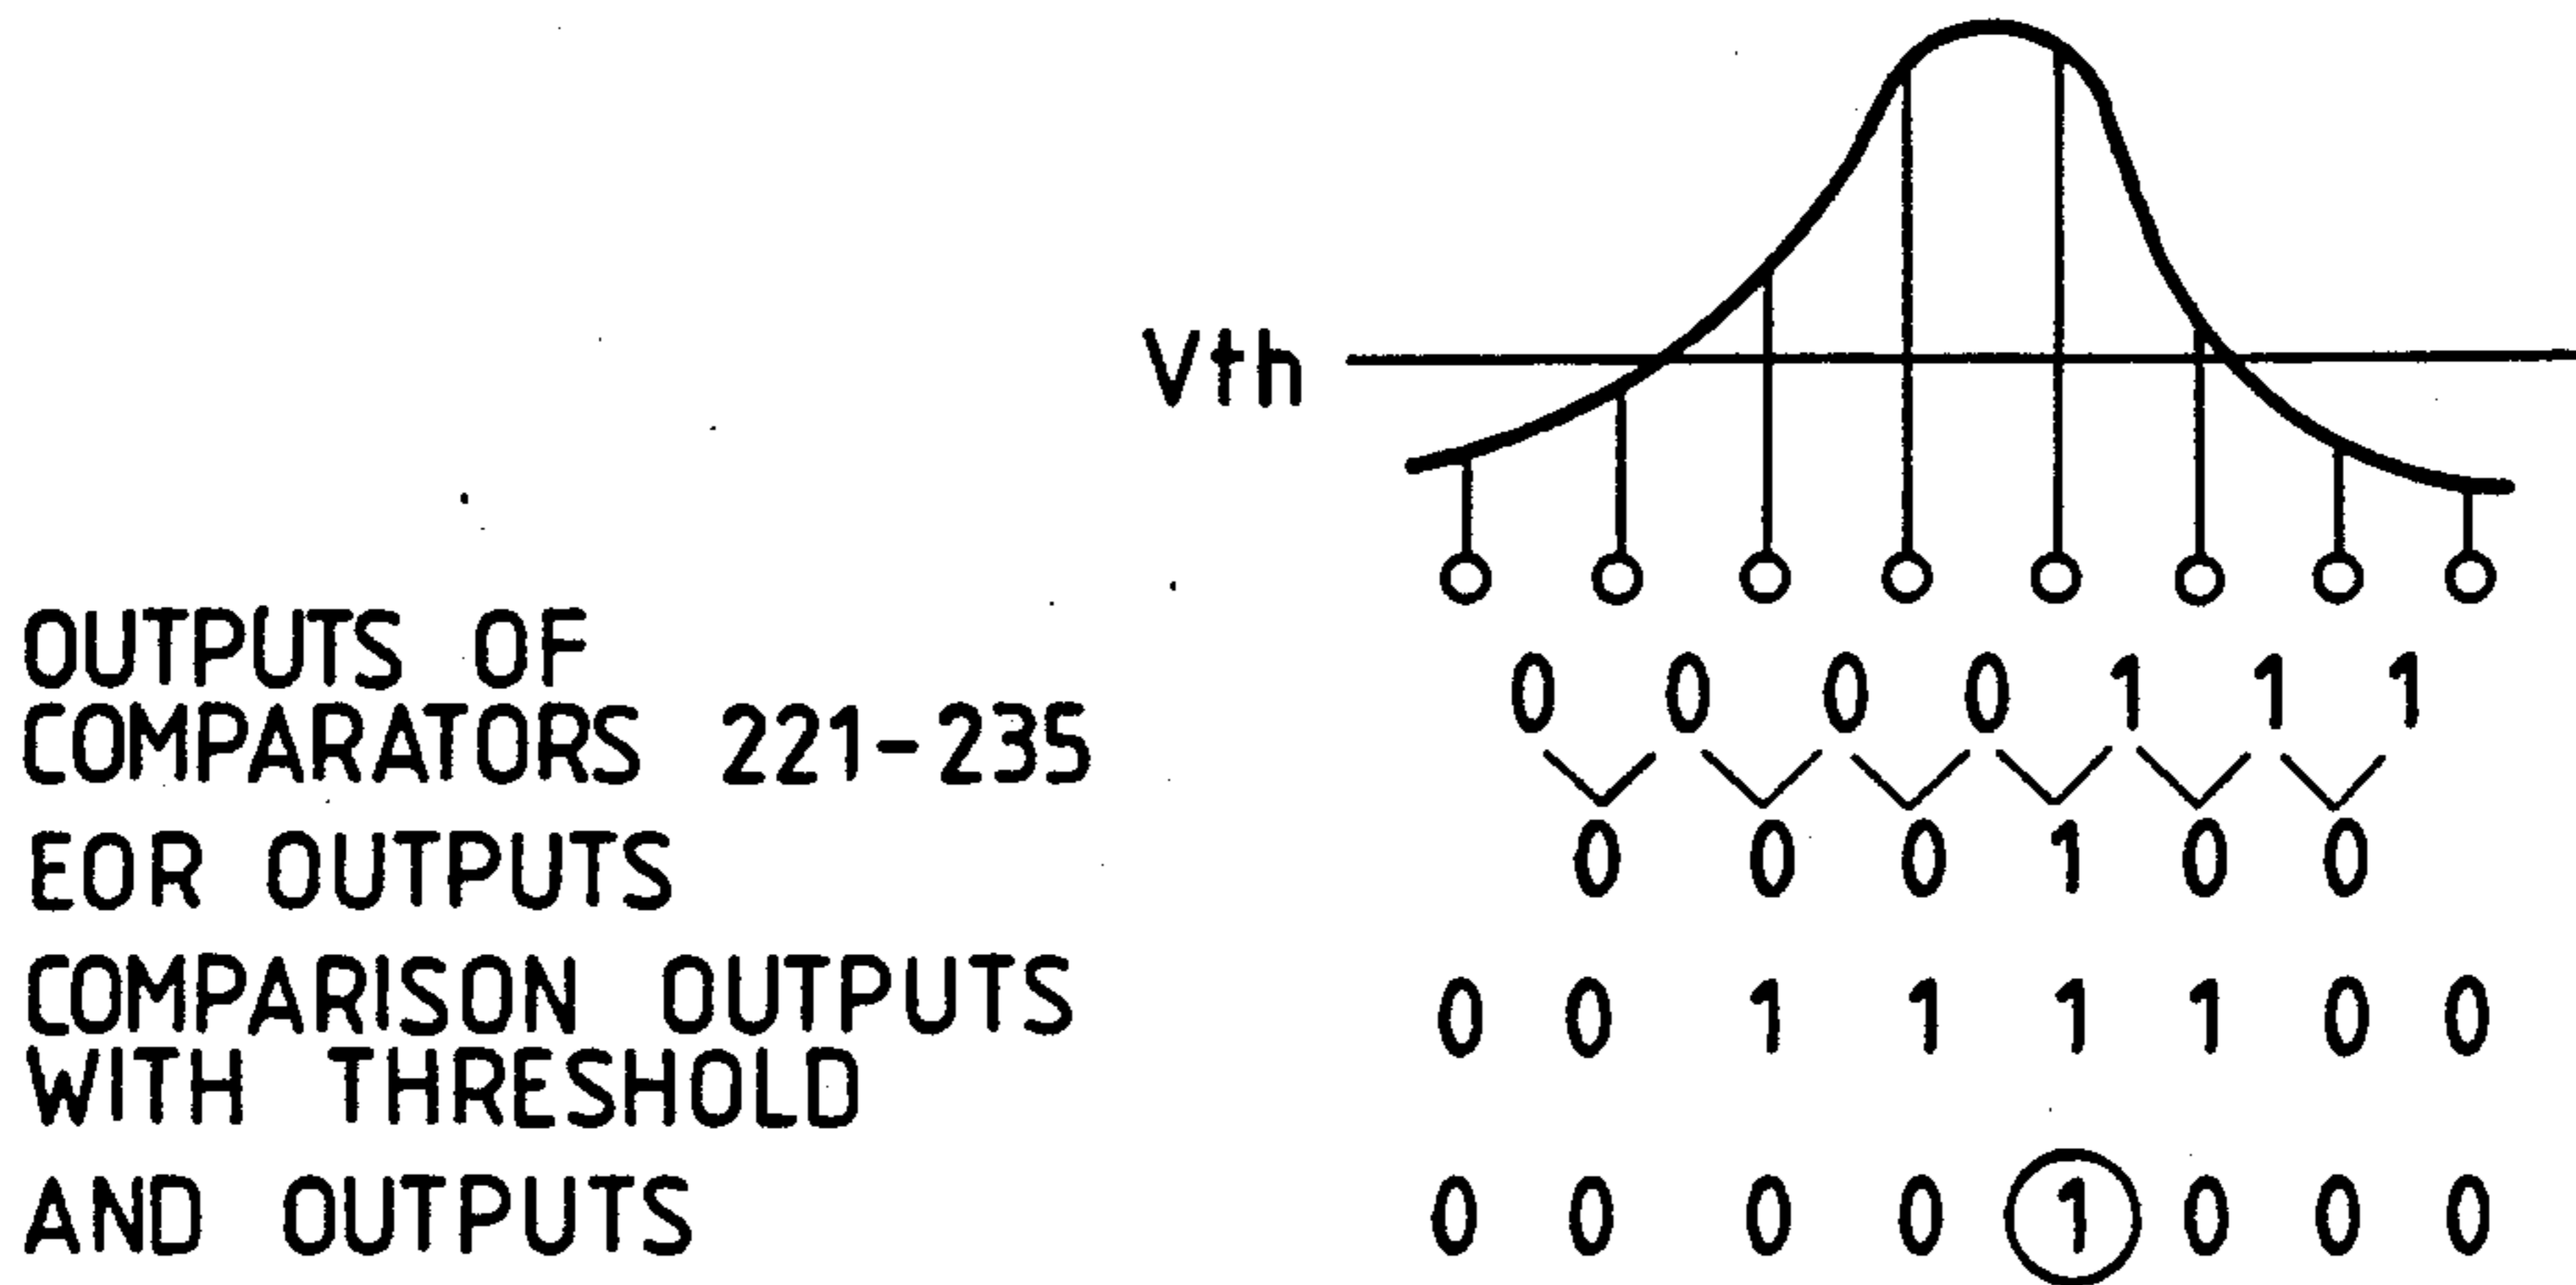 Vth
OUTPUTS OF
COMPARATORS 221-235
0 0 0 0 1 1 1
EOR OUTPUTS
0 0 0 1 0 0
COMPARISON OUTPUTS
WITH THRESHOLD
0 0 1 1 1 1 0 0
AND OUTPUTS
0 0 0 0 1 0 0 0